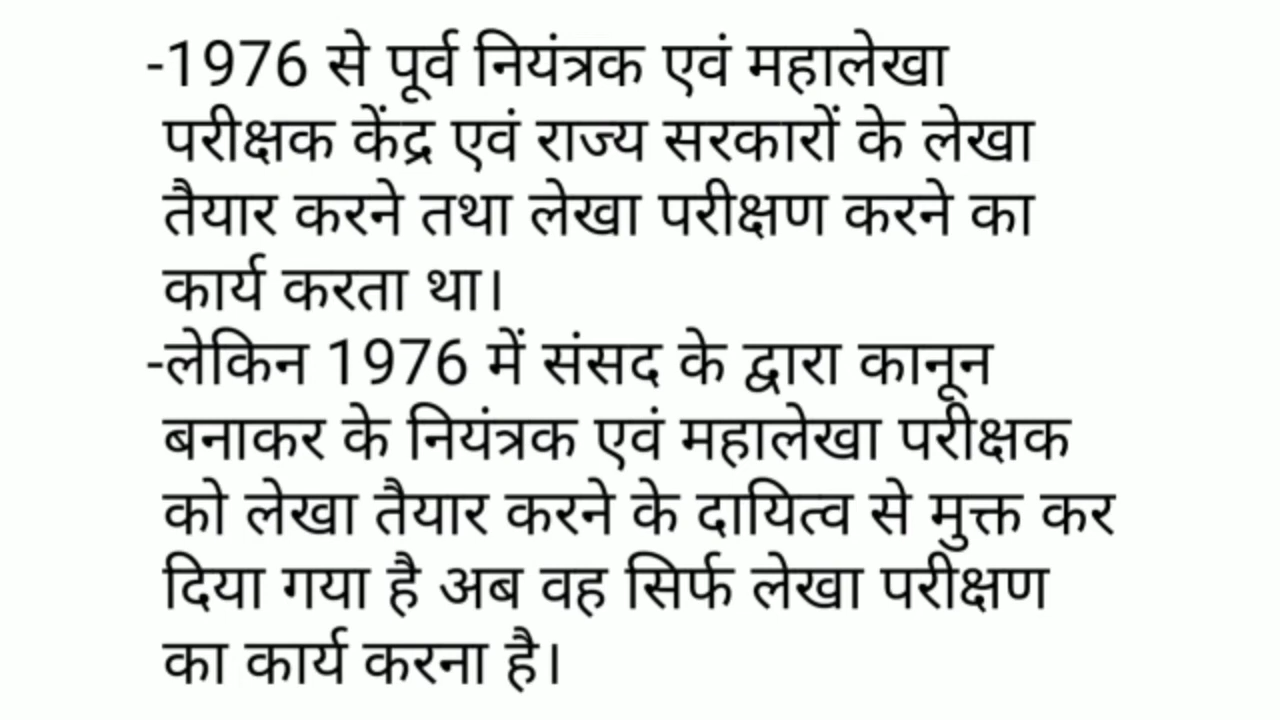 -1976 से पूर्व नियंत्रक एवं महालेखा
परीक्षक केंद्र एवं राज्य सरकारों के लेखा
तैयार करने तथा लेखा परीक्षण करने का
कार्य करता था।
-लेकिन 1976 में संसद के द्वारा कानून
बनाकर के नियंत्रक एवं महालेखा परीक्षक
को लेखा तैयार करने के दायित्व से मुक्त कर
दिया गया है अब वह सिर्फ लेखा परीक्षण
का कार्य करना है।